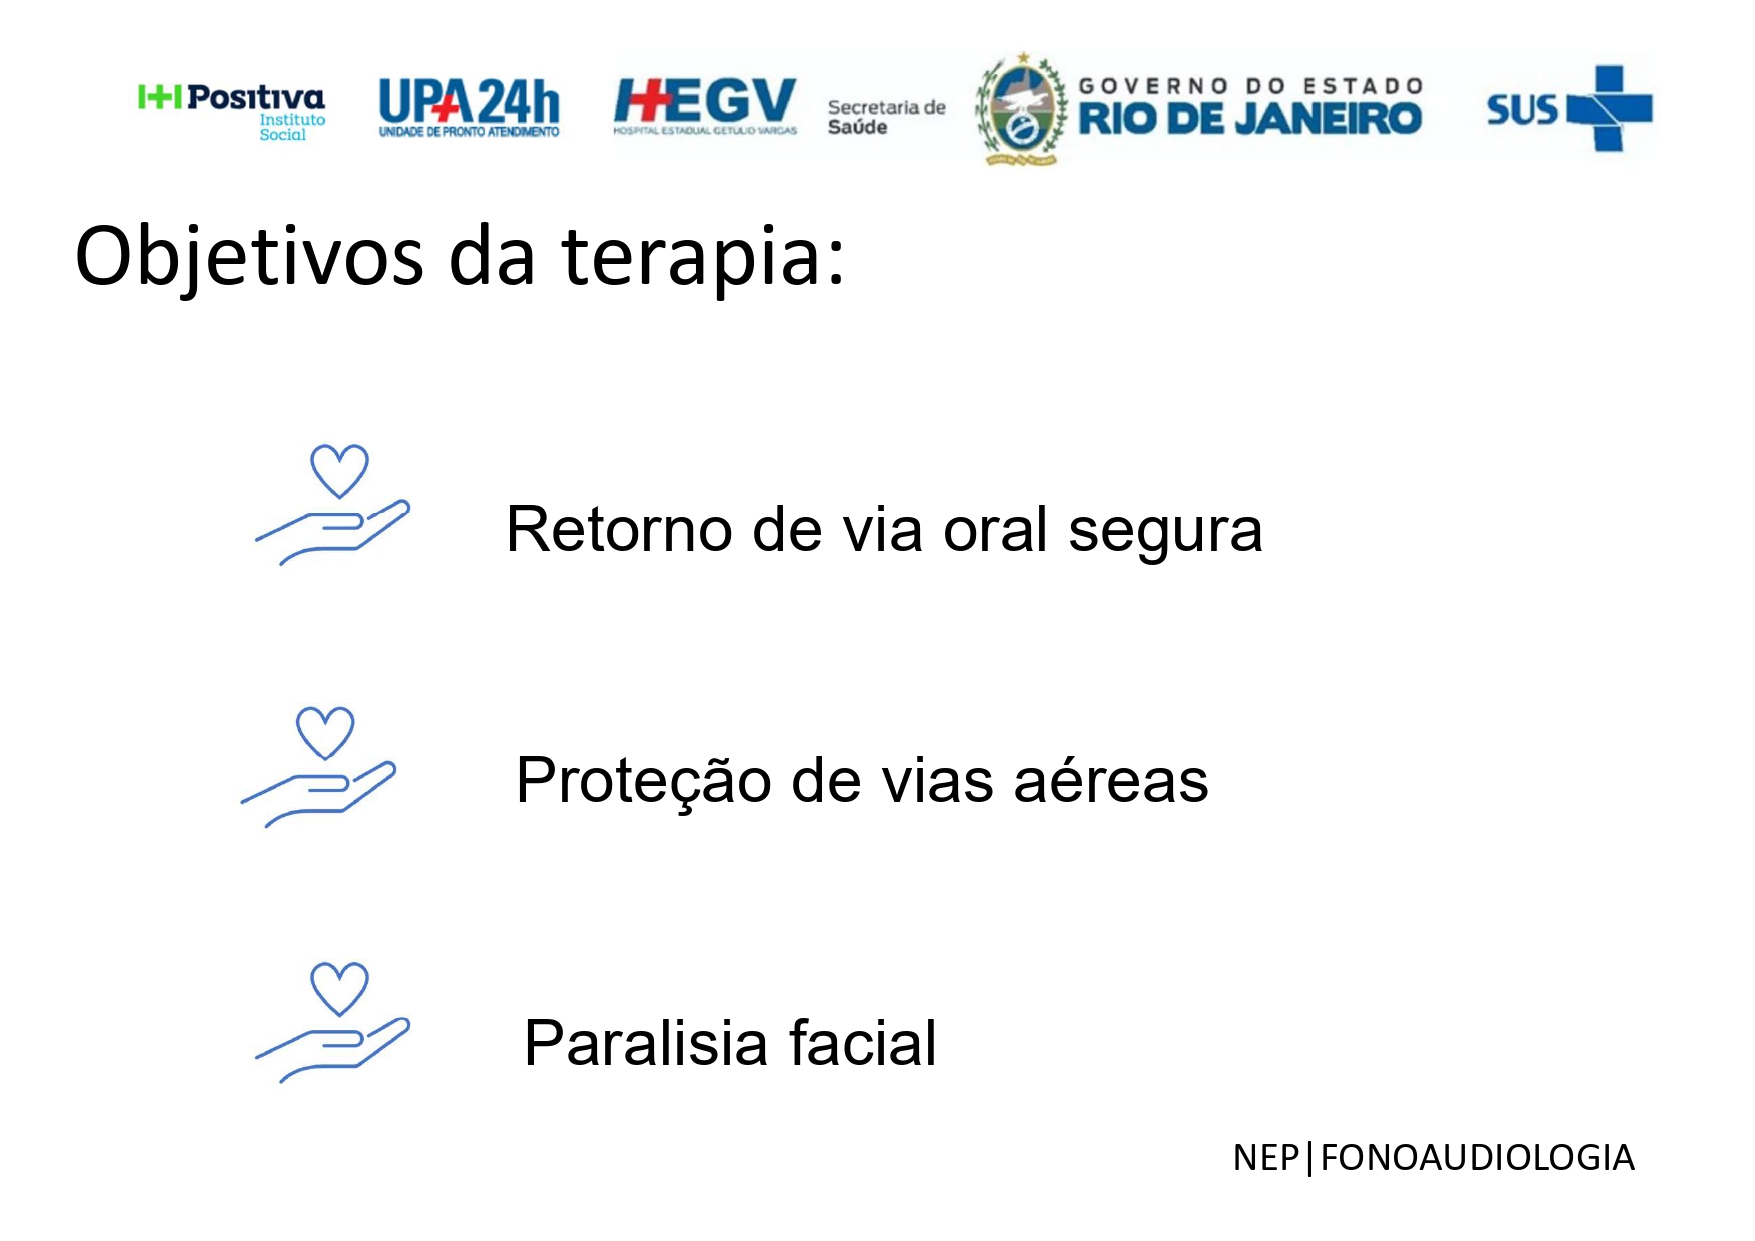 Positiva
Instituto
Social
UPA 24h
UNIDADE DE PRONTO ATENDIMENTO
HEGV
HOSPITAL ESTADUAL GETULIO VARGAS
Secretaria de
Saúde
GOVERNO DO ESTADO
RIO DE JANEIRO
SUS
Objetivos da terapia:
Retorno de via oral segura
Proteção de vias aéreas
Paralisia facial
NEP|FONOAUDIOLOGIA